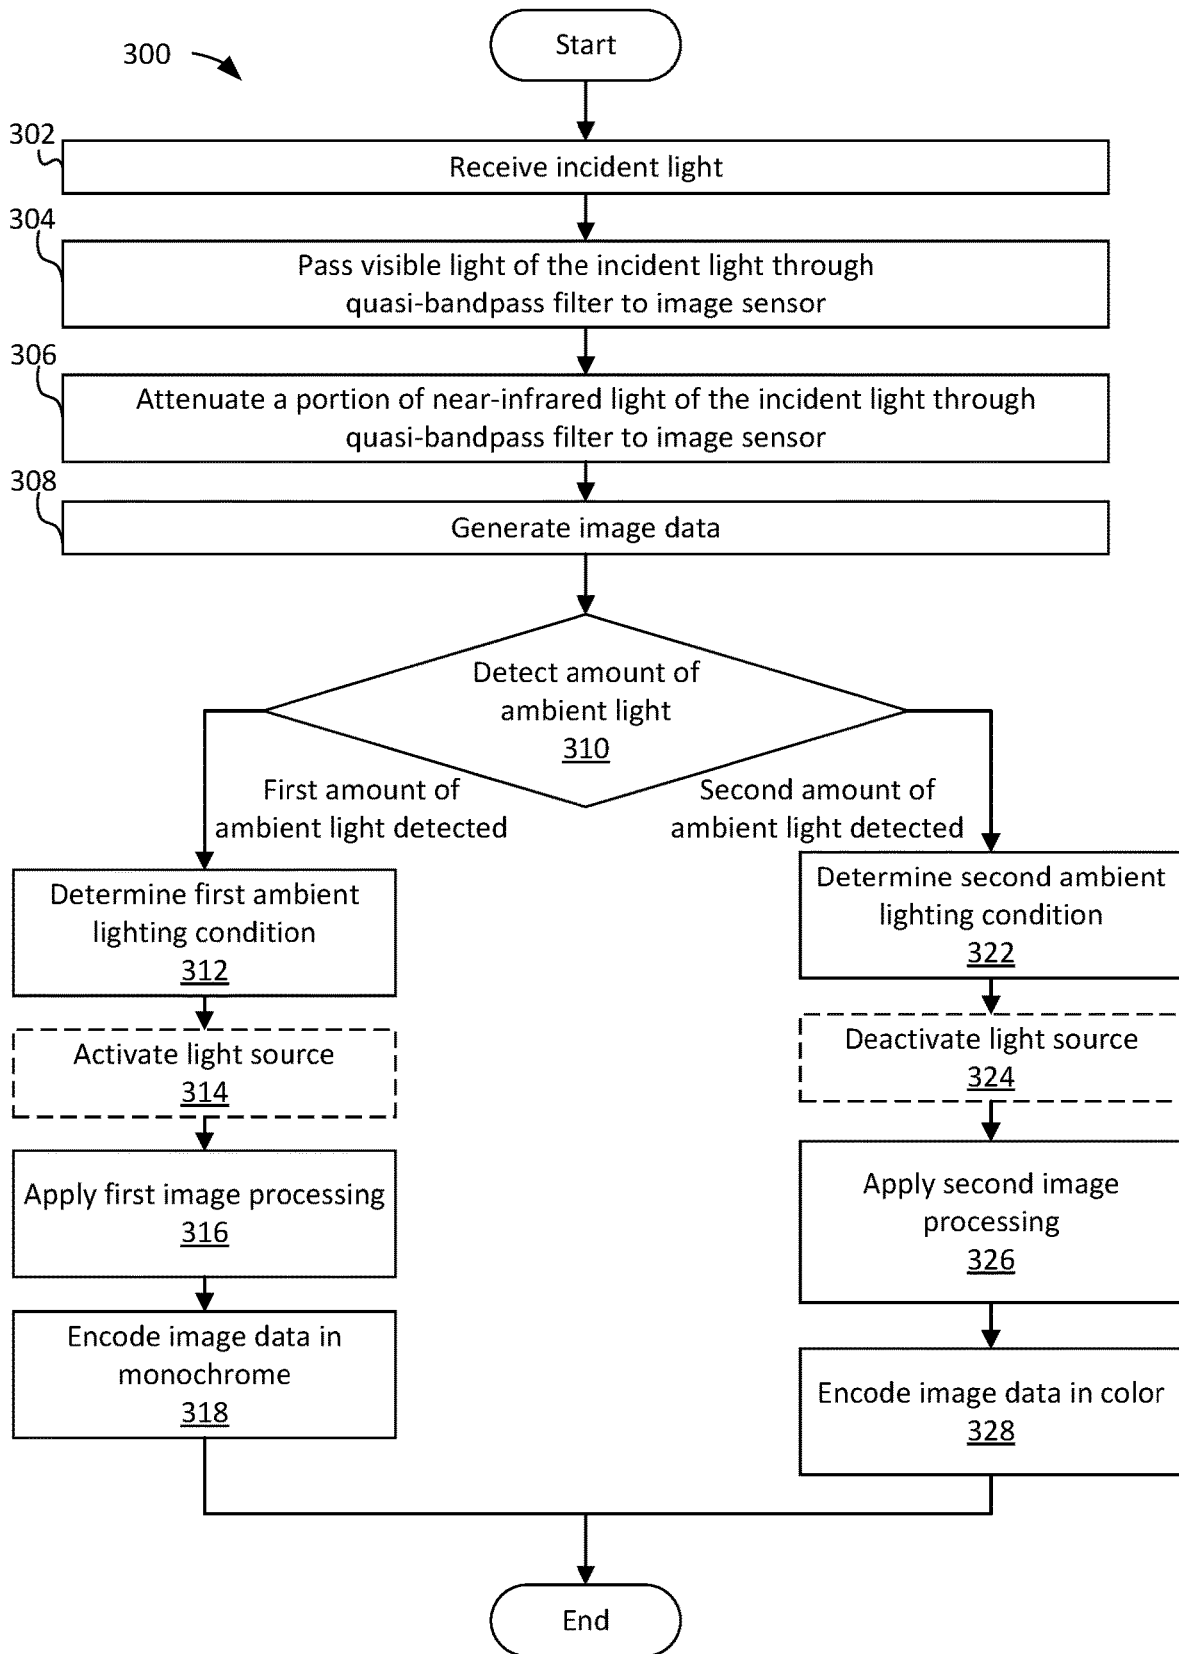 300
Start
302
Receive incident light
304
Pass visible light of the incident light through
quasi-bandpass filter to image sensor
306
Attenuate a portion of near-infrared light of the incident light through
quasi-bandpass filter to image sensor
308
Generate image data
Detect amount of
ambient light
310
First amount of
ambient light detected
Second amount of
ambient light detected
Determine first ambient
lighting condition
312
Activate light source
314
Apply first image processing
316
Encode image data in
monochrome
318
Determine second ambient
lighting condition
322
Deactivate light source
324
Apply second image
processing
326
Encode image data in color
328
End